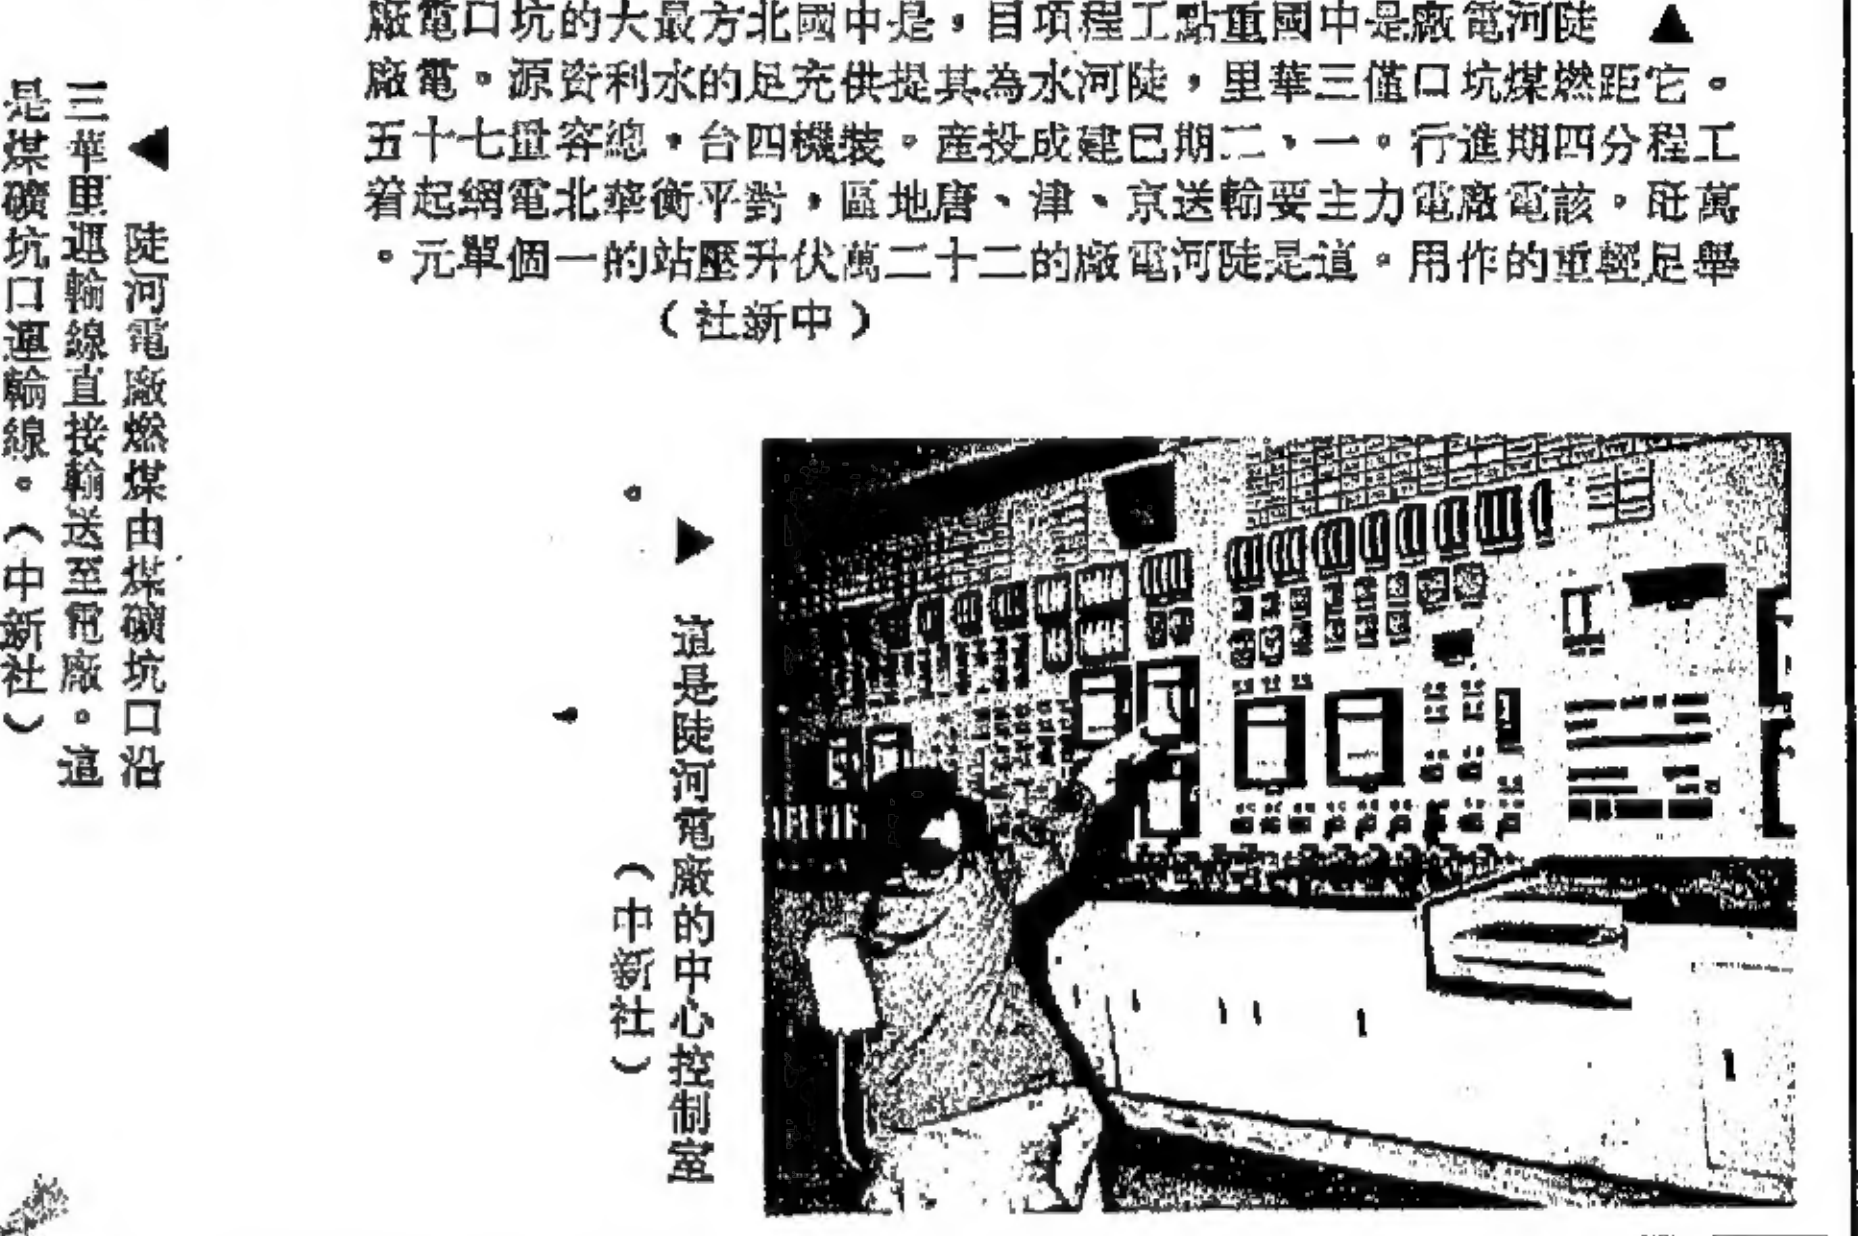 ▲ 陡河電廠是中國重點工程項目，是中國北方最大的坑口電廠
。它距燃煤坑口僅三華里，陡河水為其提供充足的水利資源。電廠
工程分四期進行。一、二期已建成投産。裝機四台，總容量七十五
萬瓩。該電廠電力主要輸送京、津、唐地區，對平衡華北電網起着
舉足輕重的作用。這是陡河電廠的二十二萬伏升壓站的一個單元。
（中新社）
▲ 這是陡河電廠的中心控制室
（中新社）
▲ 陡河電廠燃煤由煤礦坑口沿
三華里運輸線直接輸送至電廠。這
是煤礦坑口運輸線。（中新社）